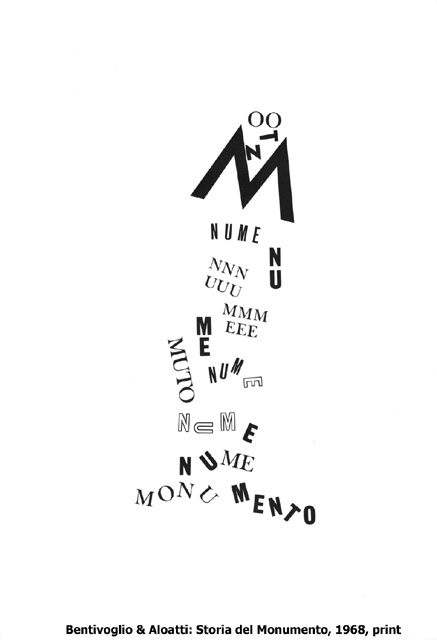 OO
TZ
M
NUME
NU
NNN
UUU
MMM
EEE
ME
MUTO
NUME
NUME
NUME
MONUMENTO
Bentivoglio & Aloatti: Storia del Monumento, 1968, print